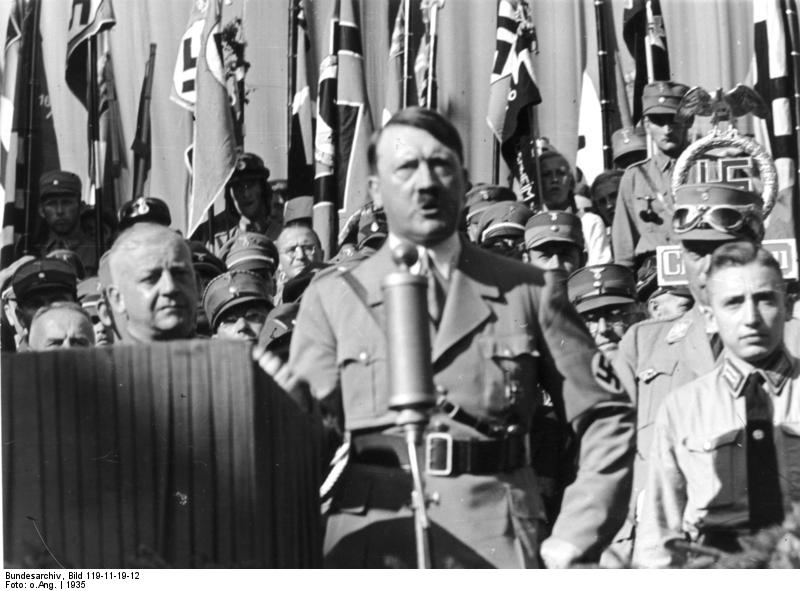 Bundesarchiv, Bild 119-11-19-12
Foto: o.Ang. | 1935